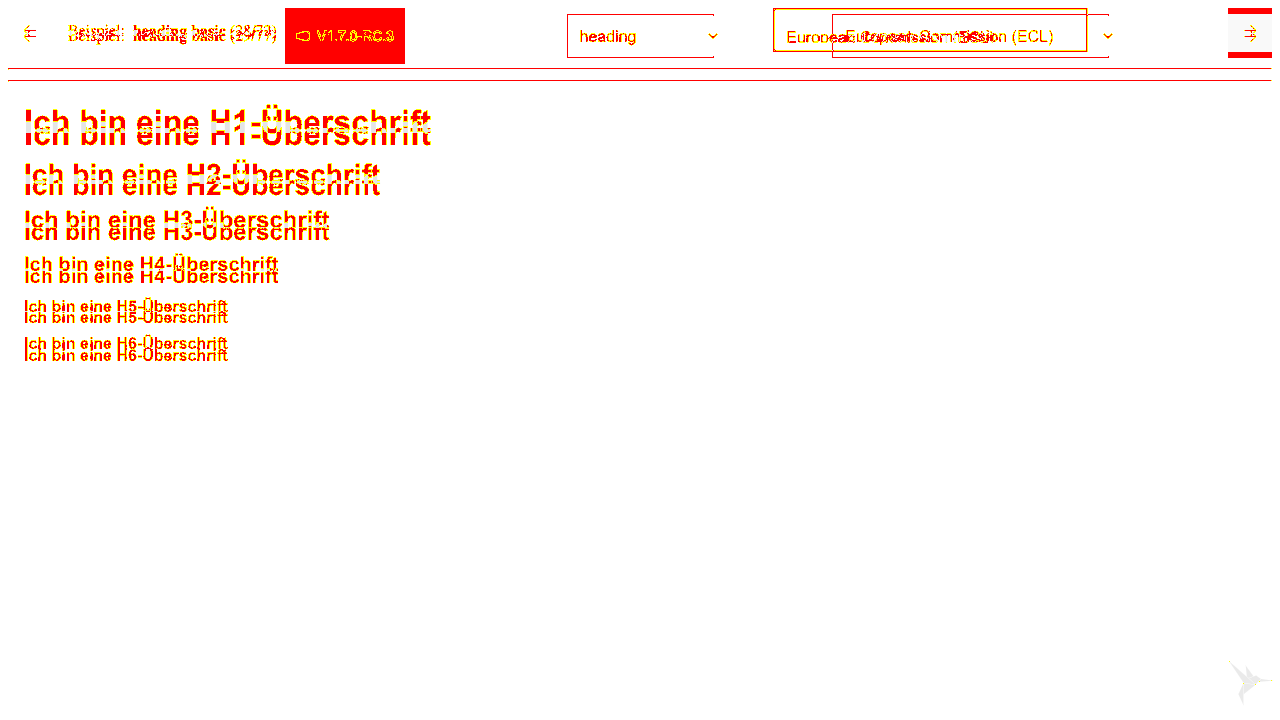 Beispiel: heading basic
V1.7.0-RC.3
heading
European Commission (ECL)
Ich bin eine H1-Überschrift
Ich bin eine H1-Überschrift
Ich bin eine H2-Überschrift
Ich bin eine H2-Überschrift
Ich bin eine H3-Überschrift
Ich bin eine H3-Überschrift
Ich bin eine H4-Überschrift
Ich bin eine H4-Überschrift
Ich bin eine H5-Überschrift
Ich bin eine H5-Überschrift
Ich bin eine H6-Überschrift
Ich bin eine H6-Überschrift